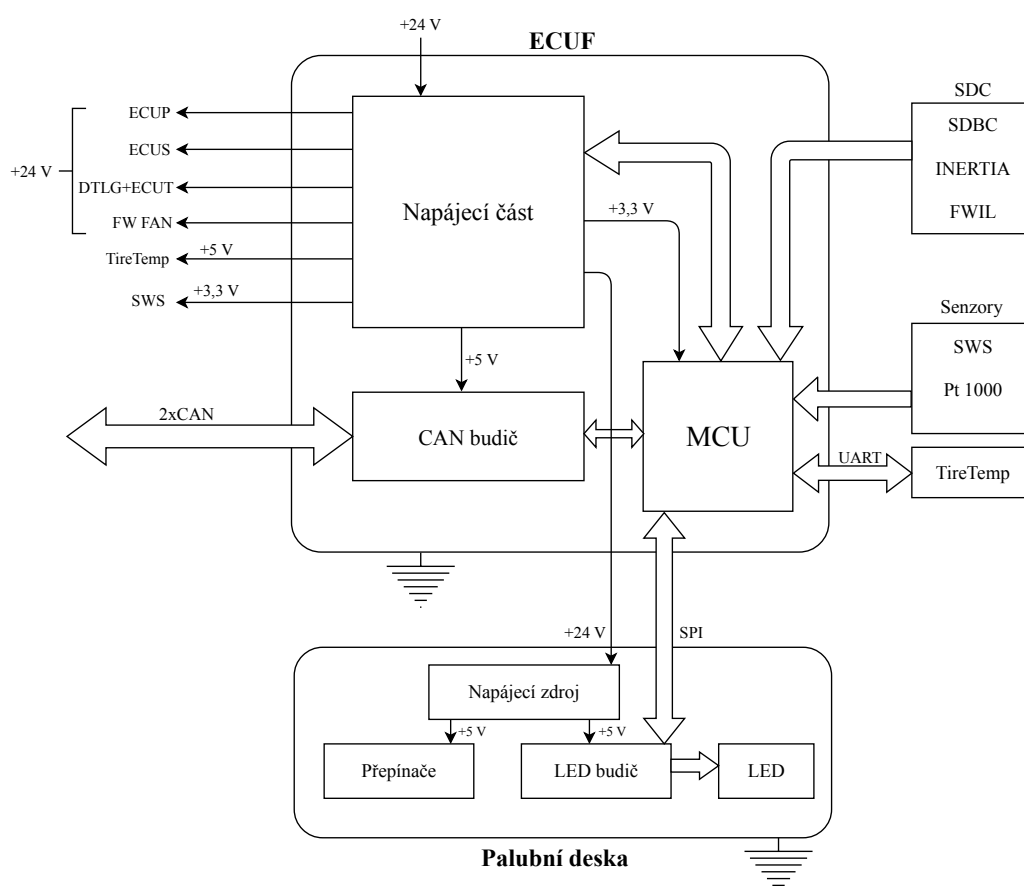 +24 V
ECUF
ECUP
ECUS
+24 V
DTLG+ECUT
FW FAN
TireTemp
+5 V
SWS
+3,3 V
Napájecí část
+3,3 V
SDC
SDBC
INERTIA
FWIL
Senzory
SWS
Pt 1000
+5 V
2xCAN
CAN budič
MCU
UART
TireTemp
+24 V
SPI
Napájecí zdroj
+5 V
+5 V
Přepínače
LED budič
LED
Palubní deska